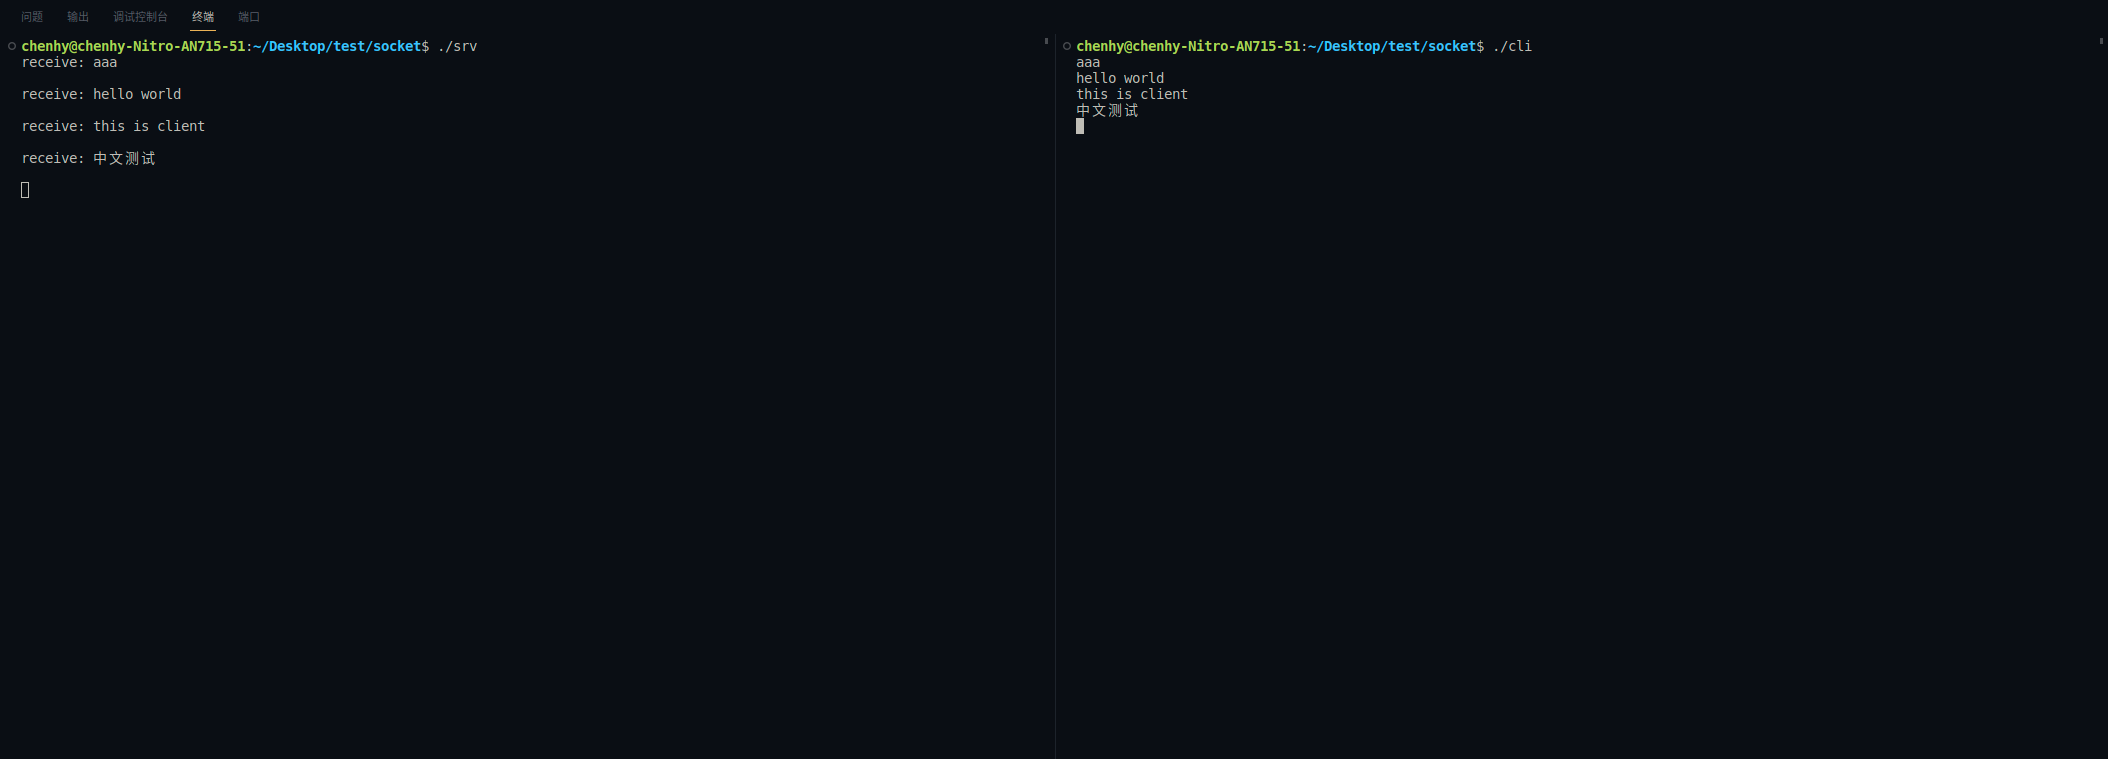 问题 输出 调试控制台 终端 端口
chenhy@chenhy-Nitro-AN715-51:~/Desktop/test/socket$ ./srv
receive: aaa
receive: hello world
receive: this is client
receive: 中文测试
chenhy@chenhy-Nitro-AN715-51:~/Desktop/test/socket$ ./cli
aaa
hello world
this is client
中文测试